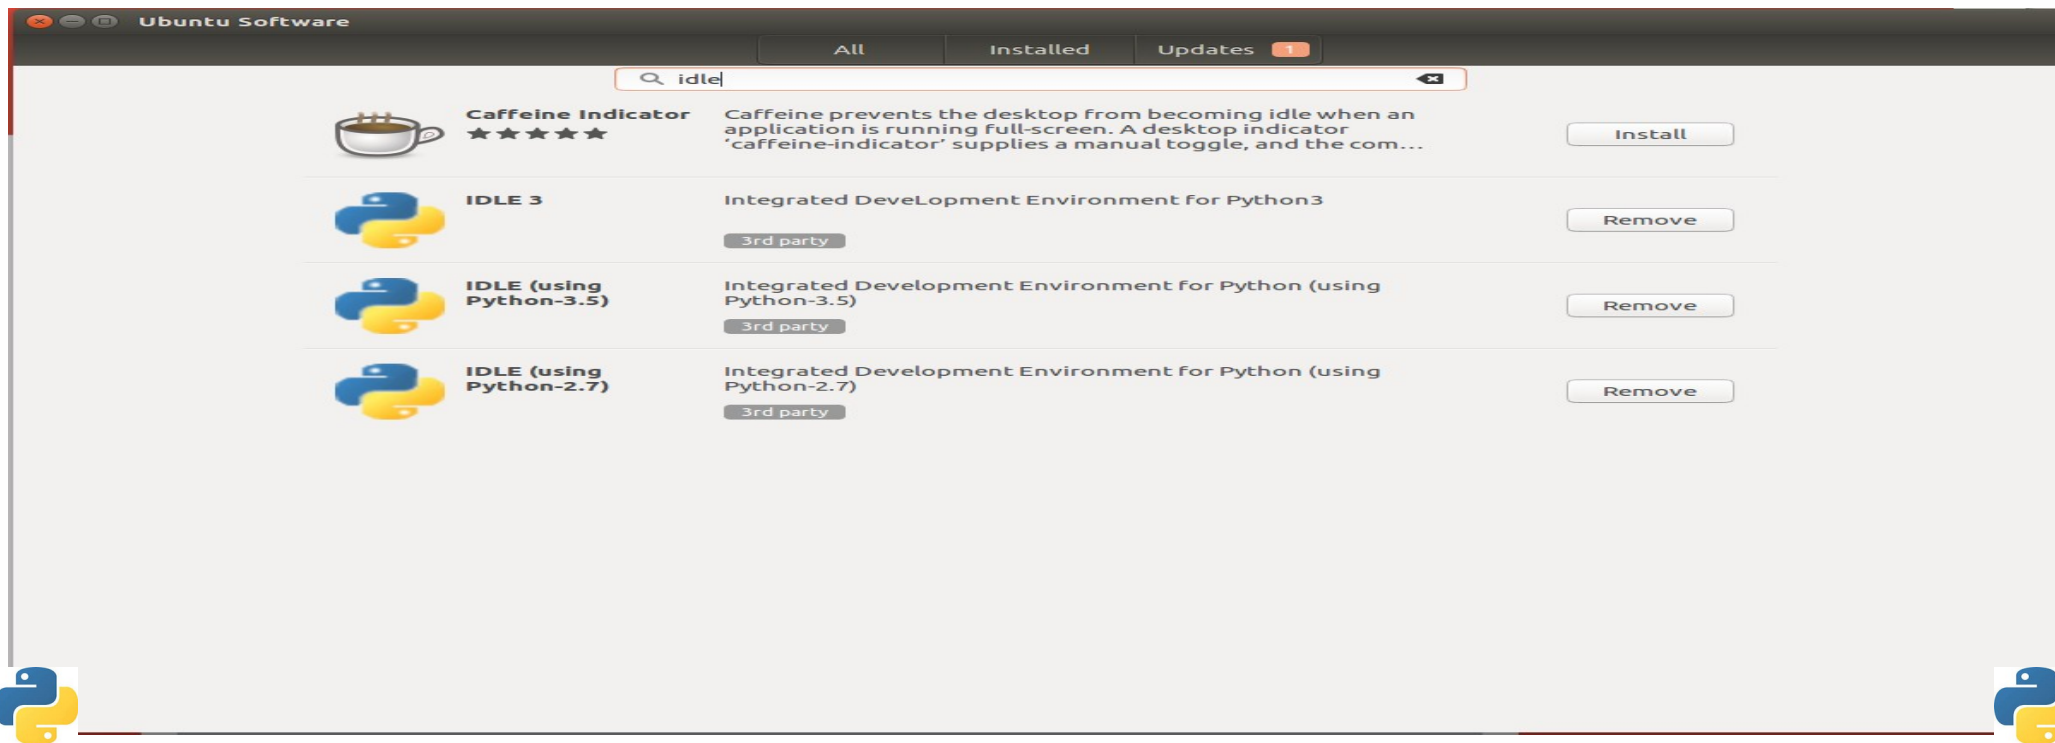 Ubuntu Software
All Installed Updates 1
idle
Caffeine Indicator
Caffeine prevents the desktop from becoming idle when an
application is running full-screen. A desktop indicator
‘caffeine-indicator’ supplies a manual toggle, and the com...
Install
IDLE 3
Integrated DeveLopment Environment for Python3
3rd party
Remove
IDLE (using
Python-3.5)
Integrated Development Environment for Python (using
Python-3.5)
3rd party
Remove
IDLE (using
Python-2.7)
Integrated Development Environment for Python (using
Python-2.7)
3rd party
Remove